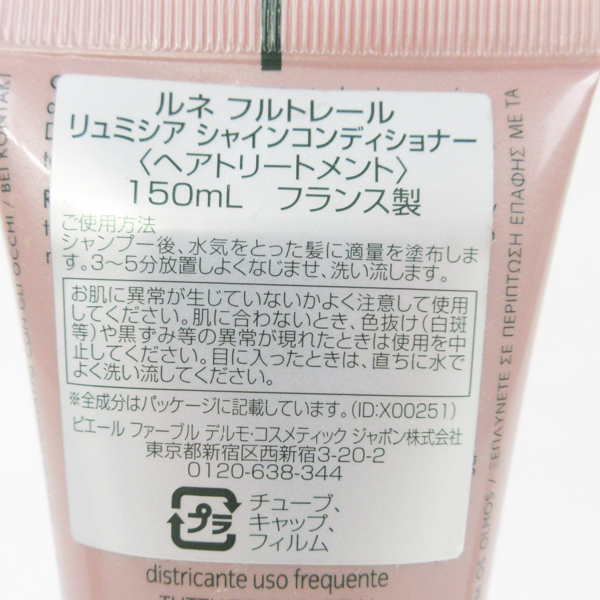 ルネ フルトレール
リュミシア シャインコンディショナー
〈ヘアトリートメント〉
150mL フランス製
ご使用方法
シャンプー後、水気をとった髪に適量を塗布しま
す。3〜5分放置しよくなじませ、洗い流します。
お肌に異常が生じていないかよく注意して使用
してください。肌に合わないとき、色抜け(白斑
等)や黒ずみ等の異常が現れたときは使用を中
止してください。目に入ったときは、直ちに水で
よく洗い流してください。
※全成分はパッケージに記載しています。(ID:X00251)
ピエール ファーブル デルモ・コスメティック ジャポン株式会社
東京都新宿区西新宿3-20-2
0120-638-344
プラ
チューブ、
キャップ、
フィルム
districante uso frequente
OCCHI / BEI KONTAKT
OLHOS / ΞΕΠΛΥΝΕΤΕ ΣΕ ΠΕΡΙΠΤΩΣΗ ΕΠΑΦΗΣ ΜΕ ΤΑ